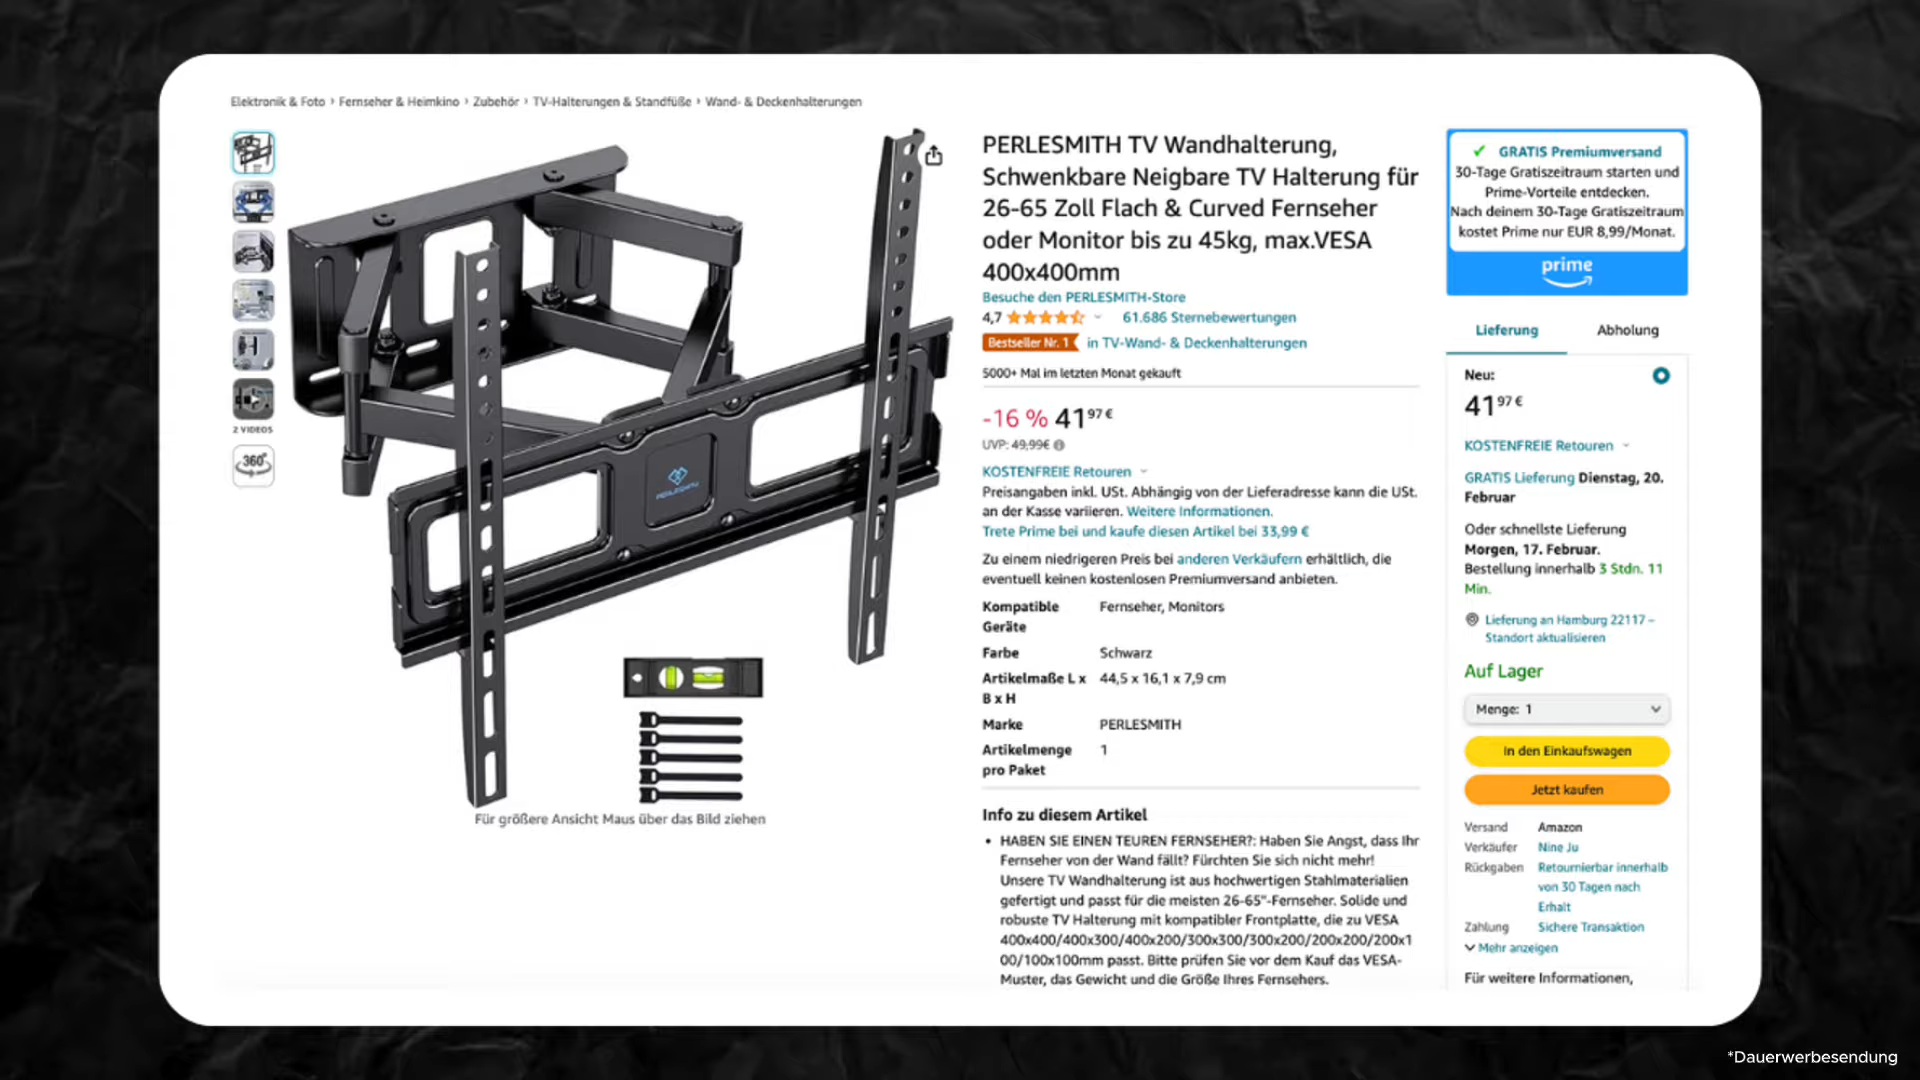 Elektronik & Foto › Fernseher & Heimkino › Zubehör › TV-Halterungen & Standfüße › Wand- & Deckenhalterungen
2 VIDEOS
360°
PERLESMITH
Für größere Ansicht Maus über das Bild ziehen
PERLESMITH TV Wandhalterung,
Schwenkbare Neigbare TV Halterung für
26-65 Zoll Flach & Curved Fernseher
oder Monitor bis zu 45kg, max.VESA
400x400mm
Besuche den PERLESMITH-Store
4,7 61.686 Sternebewertungen
Bestseller Nr. 1 in TV-Wand- & Deckenhalterungen
5000+ Mal im letzten Monat gekauft
-16 % 41 97 €
UVP: 49,99€
KOSTENFREIE Retouren
Preisangaben inkl. USt. Abhängig von der Lieferadresse kann die USt.
an der Kasse variieren. Weitere Informationen.
Trete Prime bei und kaufe diesen Artikel bei 33,99 €
Zu einem niedrigeren Preis bei anderen Verkäufern erhältlich, die
eventuell keinen kostenlosen Premiumversand anbieten.
Kompatible Fernseher, Monitors
Geräte
Farbe Schwarz
Artikelmaße L x 44,5 x 16,1 x 7,9 cm
B x H
Marke PERLESMITH
Artikelmenge 1
pro Paket
Info zu diesem Artikel
• HABEN SIE EINEN TEUREN FERNSEHER?: Haben Sie Angst, dass Ihr
Fernseher von der Wand fällt? Fürchten Sie sich nicht mehr!
Unsere TV Wandhalterung ist aus hochwertigen Stahlmaterialien
gefertigt und passt für die meisten 26-65"-Fernseher. Solide und
robuste TV Halterung mit kompatibler Frontplatte, die zu VESA
400x400/400x300/400x200/300x300/300x200/200x200/200x1
00/100x100mm passt. Bitte prüfen Sie vor dem Kauf das VESA-
Muster, das Gewicht und die Größe Ihres Fernsehers.
GRATIS Premiumversand
30-Tage Gratiszeitraum starten und
Prime-Vorteile entdecken.
Nach deinem 30-Tage Gratiszeitraum
kostet Prime nur EUR 8,99/Monat.
prime
Lieferung Abholung
Neu:
41 97 €
KOSTENFREIE Retouren
GRATIS Lieferung Dienstag, 20.
Februar
Oder schnellste Lieferung
Morgen, 17. Februar.
Bestellung innerhalb 3 Stdn. 11
Min.
Lieferung an Hamburg 22117 –
Standort aktualisieren
Auf Lager
Menge: 1
In den Einkaufswagen
Jetzt kaufen
Versand Amazon
Verkäufer Nine Ju
Rückgaben Retournierbar innerhalb
von 30 Tagen nach
Erhalt
Zahlung Sichere Transaktion
Mehr anzeigen
Für weitere Informationen,
*Dauerwerbesendung